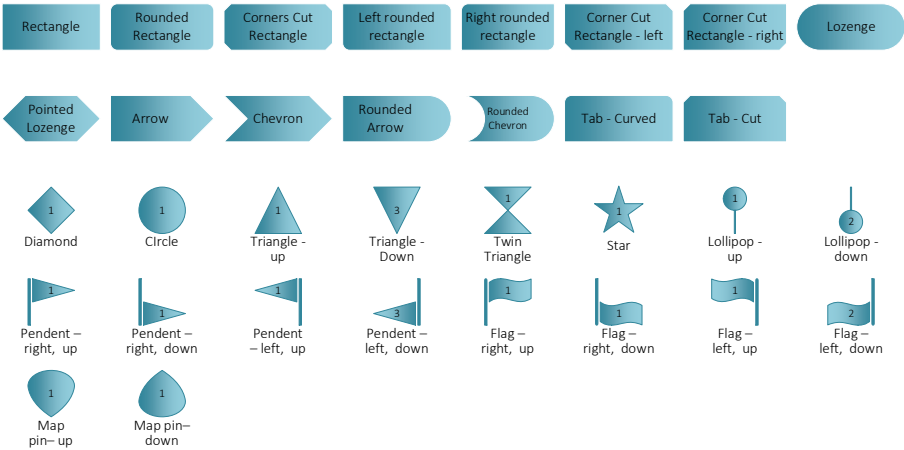 Rectangle
Rounded
Rectangle
Corners Cut
Rectangle
Left rounded
rectangle
Right rounded
rectangle
Corner Cut
Rectangle - left
Corner Cut
Rectangle - right
Lozenge
Pointed
Lozenge
Arrow
Chevron
Rounded
Arrow
Rounded
Chevron
Tab - Curved
Tab - Cut
1
Diamond
1
CIrcle
1
Triangle -
up
3
Triangle -
Down
1
Twin
Triangle
1
Star
1
Lollipop -
up
2
Lollipop -
down
1
Pendent –
right, up
1
Pendent –
right, down
1
Pendent
– left, up
3
Pendent –
left, down
1
Flag –
right, up
1
Flag –
right, down
1
Flag –
left, up
2
Flag –
left, down
1
Map
pin– up
1
Map pin–
down